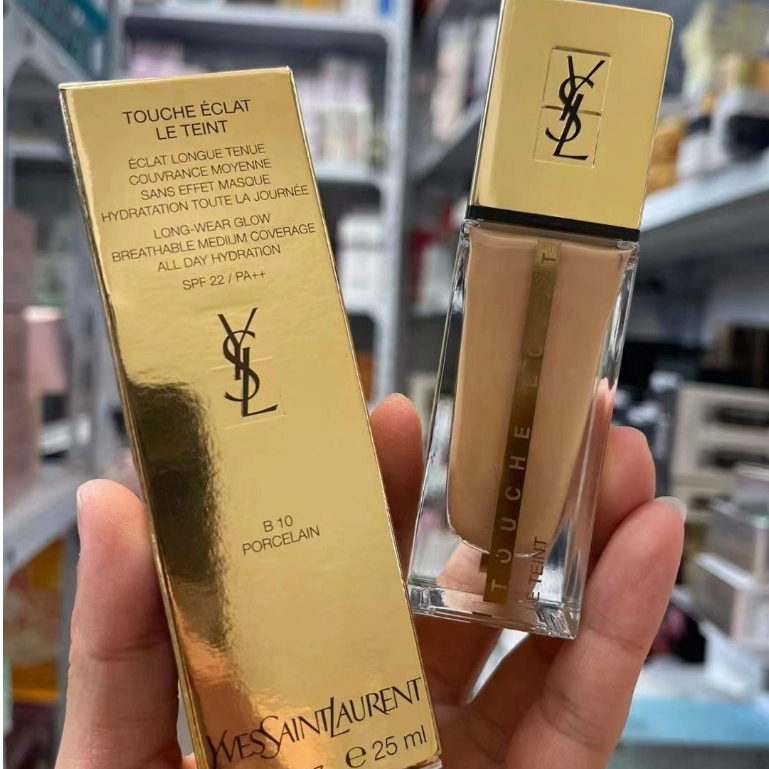 TOUCHE ÉCLAT
LE TEINT
ÉCLAT LONGUE TENUE
COUVRANCE MOYENNE
SANS EFFET MASQUE
HYDRATATION TOUTE LA JOURNÉE
LONG-WEAR GLOW
BREATHABLE MEDIUM COVERAGE
ALL DAY HYDRATION
SPF 22 / PA++
YSL
B 10
PORCELAIN
YVESSAINTLAURENT
e 25 ml
YSL
TOUCHE
LE TEINT